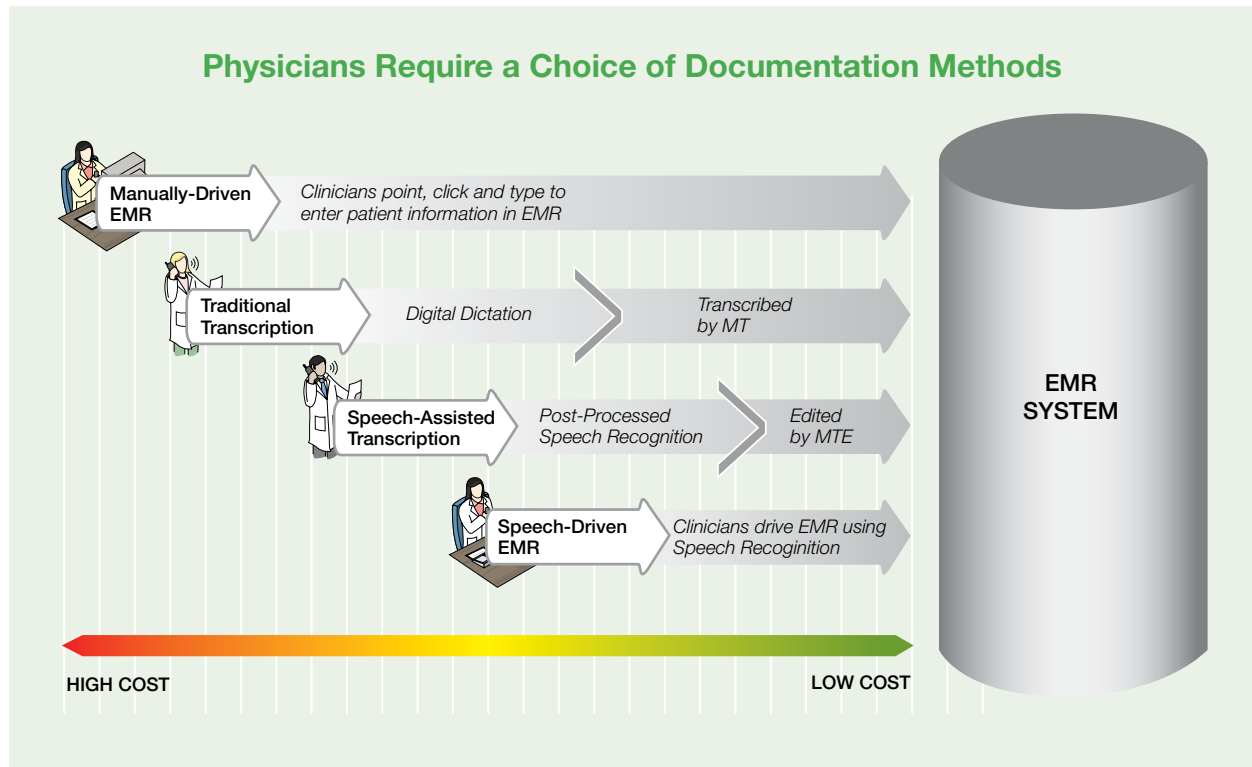 Physicians Require a Choice of Documentation Methods
Manually-Driven
EMR
Clinicians point, click and type to
enter patient information in EMR
Traditional
Transcription
Digital Dictation
Transcribed
by MT
Speech-Assisted
Transcription
Post-Processed
Speech Recognition
Edited
by MTE
Speech-Driven
EMR
Clinicians drive EMR using
Speech Recoginition
EMR
SYSTEM
HIGH COST
LOW COST